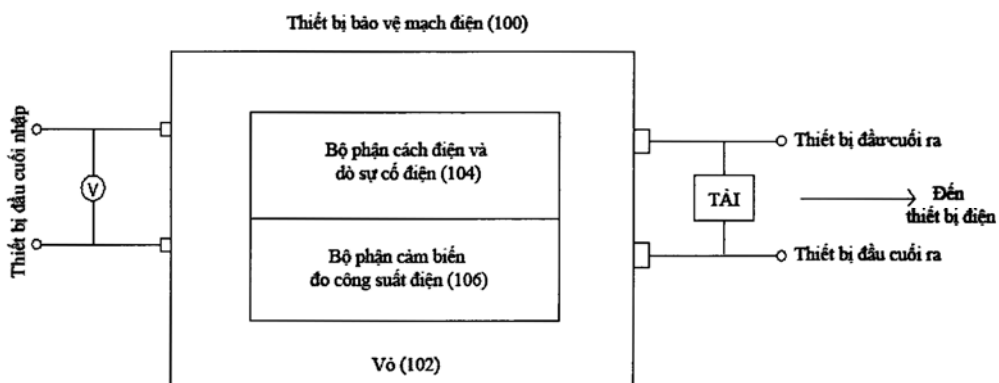 Thiết bị bảo vệ mạch điện (100)
Thiết bị đầu cuối nhập
V
Bộ phận cách điện và
dò sự cố điện (104)
Bộ phận cảm biến
đo công suất điện (106)
Vỏ (102)
Thiết bị đầu cuối ra
TẢI
Đến
thiết bị điện
Thiết bị đầu cuối ra